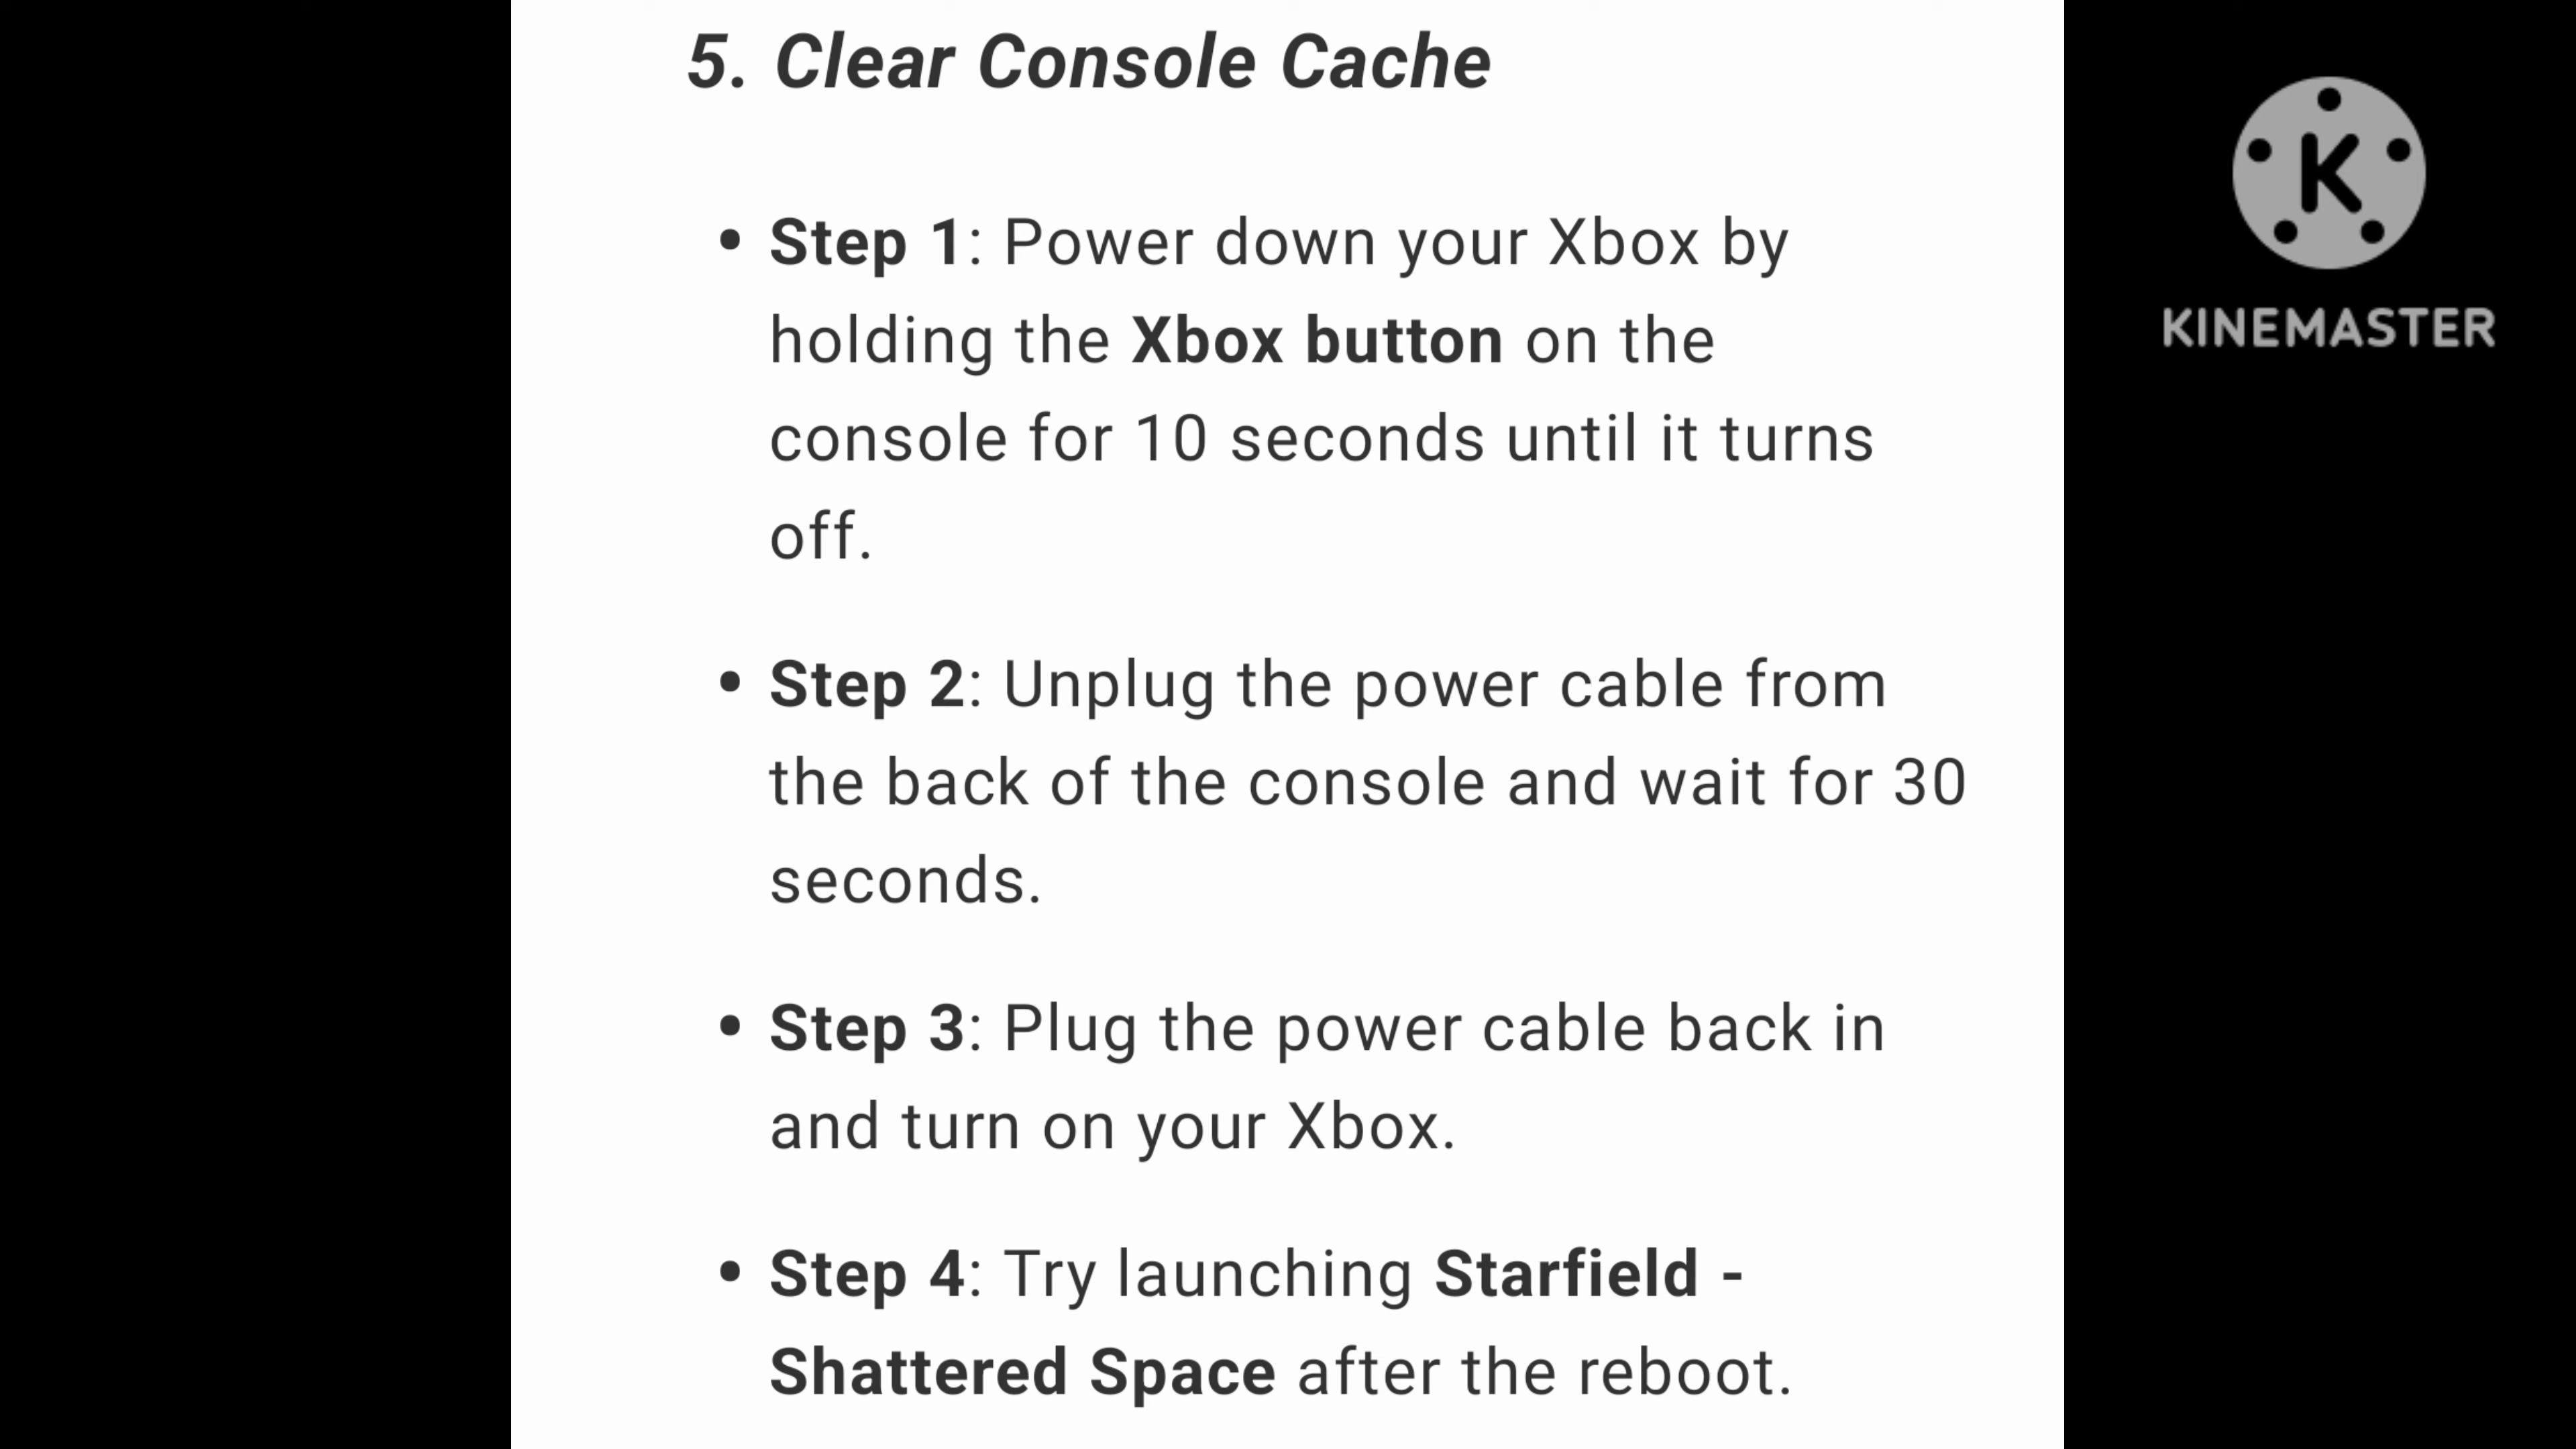 5. Clear Console Cache
• Step 1: Power down your Xbox by
holding the Xbox button on the
console for 10 seconds until it turns
off.
• Step 2: Unplug the power cable from
the back of the console and wait for 30
seconds.
• Step 3: Plug the power cable back in
and turn on your Xbox.
• Step 4: Try launching Starfield -
Shattered Space after the reboot.
K
KINEMASTER